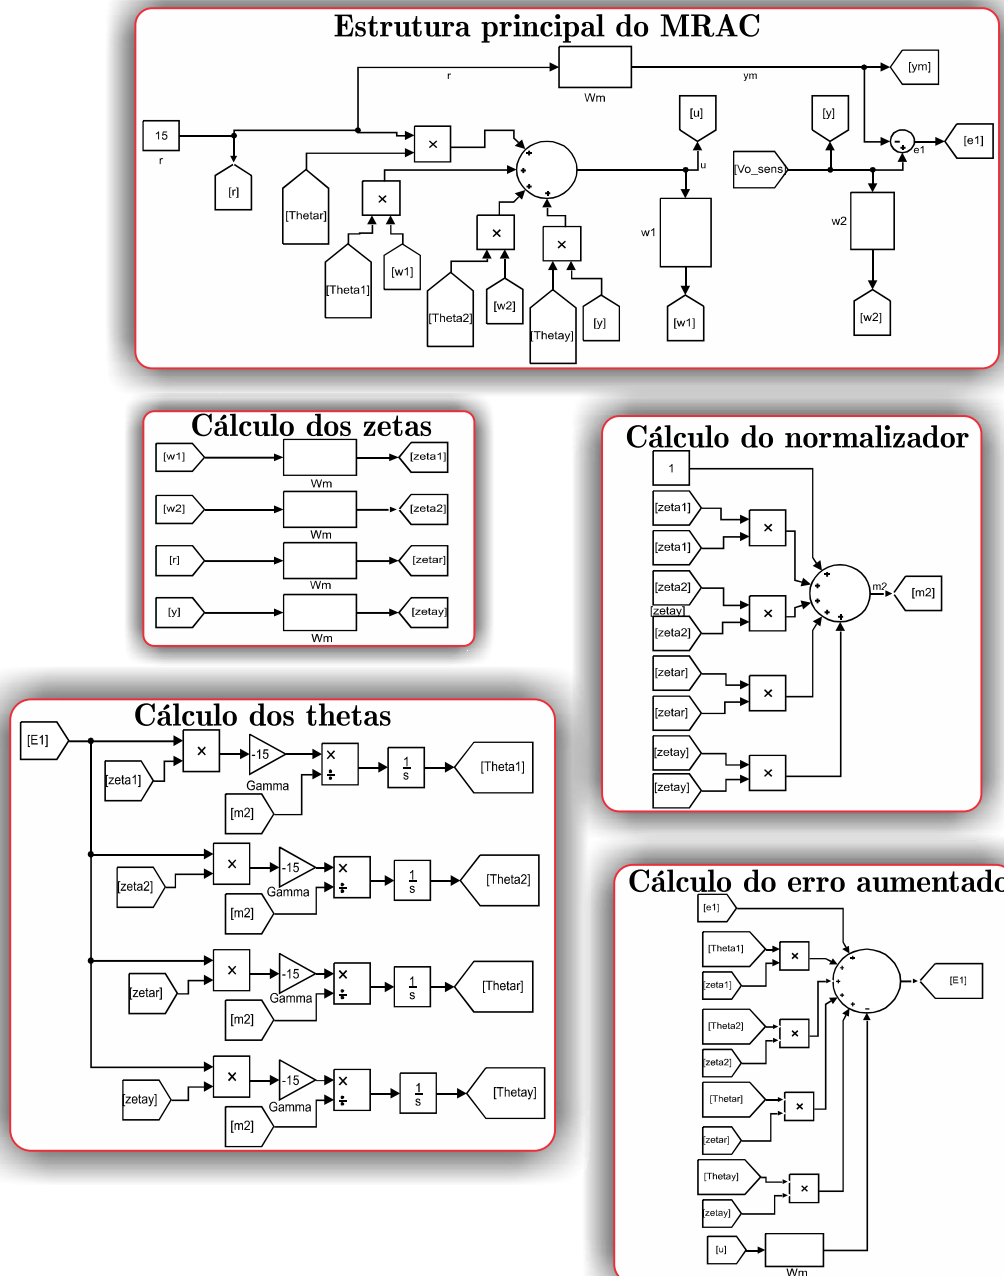 Estrutura principal do MRAC
r
Wm
ym
[ym]
15
r
[r]
×
[Thetar]
×
[Theta1]
[w1]
×
[Theta2]
[w2]
×
[Thetay]
[y]
+
+
+
+
[u]
u
w1
[w1]
[Vo_sens]
[y]
-
+
e1
[e1]
w2
[w2]
Cálculo dos zetas
[w1]
Wm
[zeta1]
[w2]
Wm
[zeta2]
[r]
Wm
[zetar]
[y]
Wm
[zetay]
Cálculo do normalizador
1
[zeta1]
×
[zeta1]
[zeta2]
[zetay]
×
[zeta2]
[zetar]
×
[zetar]
[zetay]
×
[zetay]
+
+
+
+
+
m2
[m2]
Cálculo dos thetas
[E1]
[zeta1]
×
-15
Gamma
[m2]
×
÷
1
s
[Theta1]
[zeta2]
×
-15
Gamma
[m2]
×
÷
1
s
[Theta2]
[zetar]
×
-15
Gamma
[m2]
×
÷
1
s
[Thetar]
[zetay]
×
-15
Gamma
[m2]
×
÷
1
s
[Thetay]
Cálculo do erro aumentado
[e1]
[Theta1]
×
[zeta1]
[Theta2]
×
[zeta2]
[Thetar]
×
[zetar]
[Thetay]
×
[zetay]
[u]
Wm
+
+
+
+
+
-
[E1]